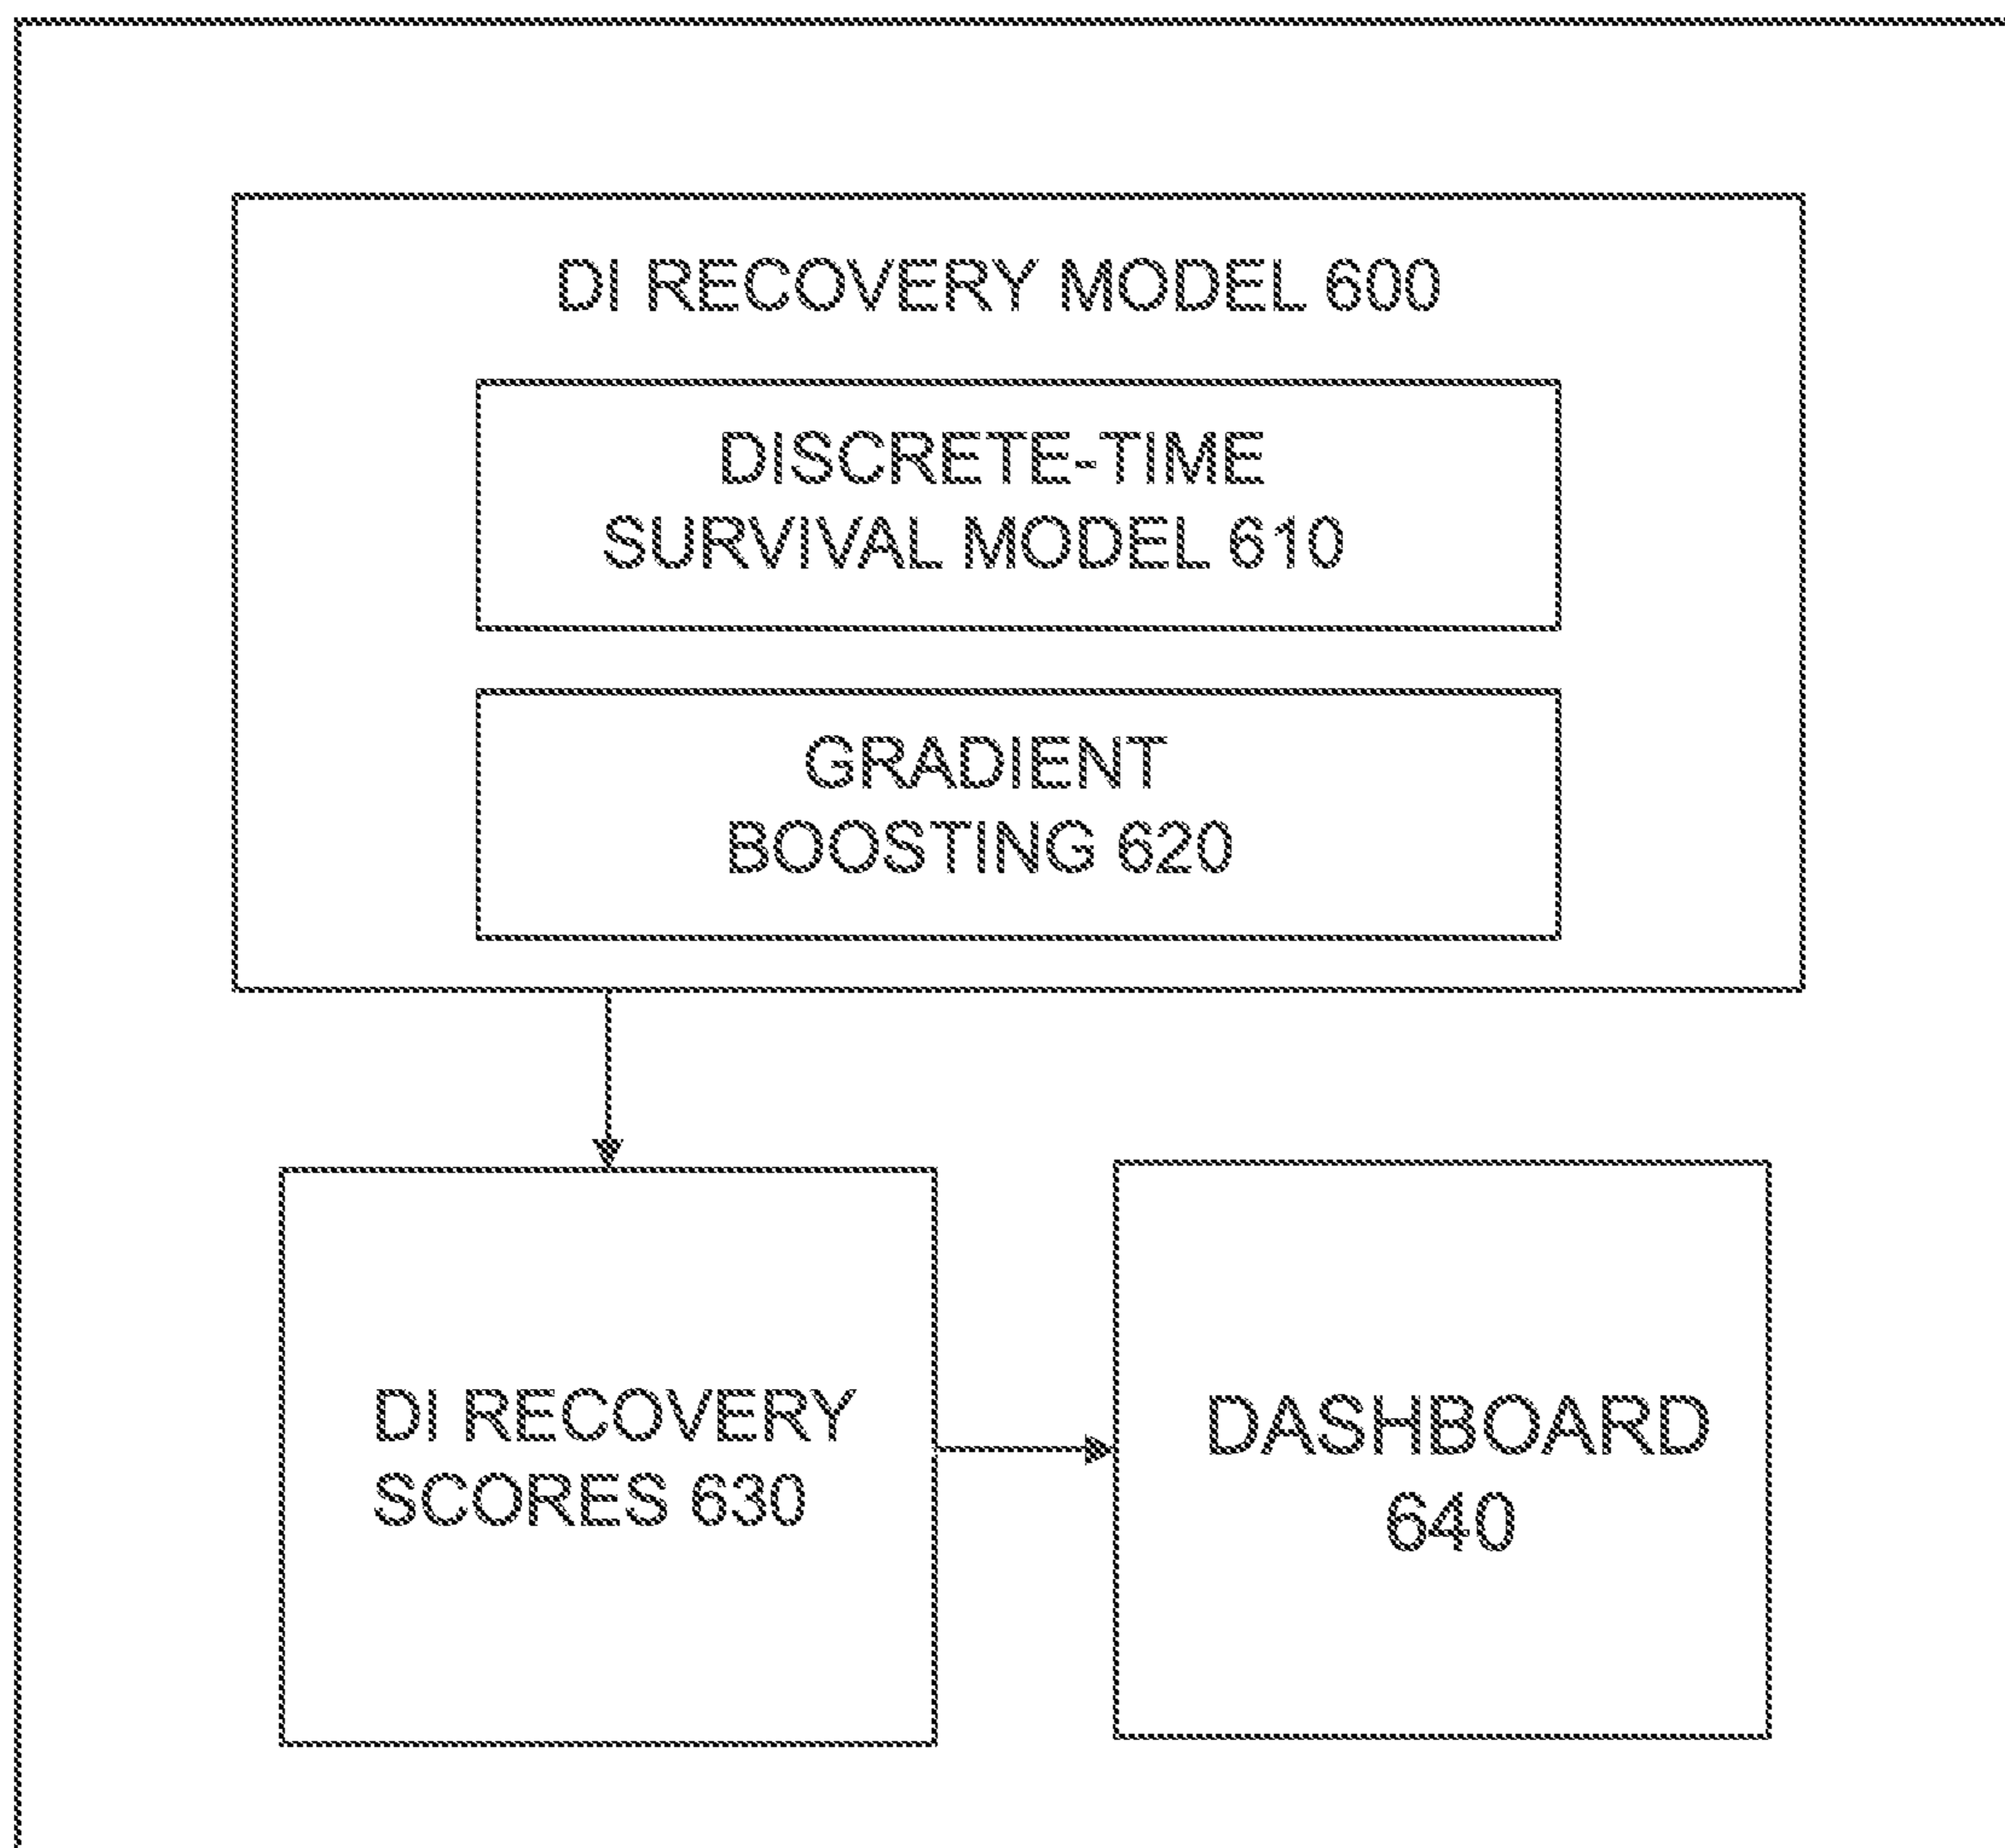 DI RECOVERY MODEL 600
DISCRETE-TIME
SURVIVAL MODEL 610
GRADIENT
BOOSTING 620
DI RECOVERY
SCORES 630
DASHBOARD
640